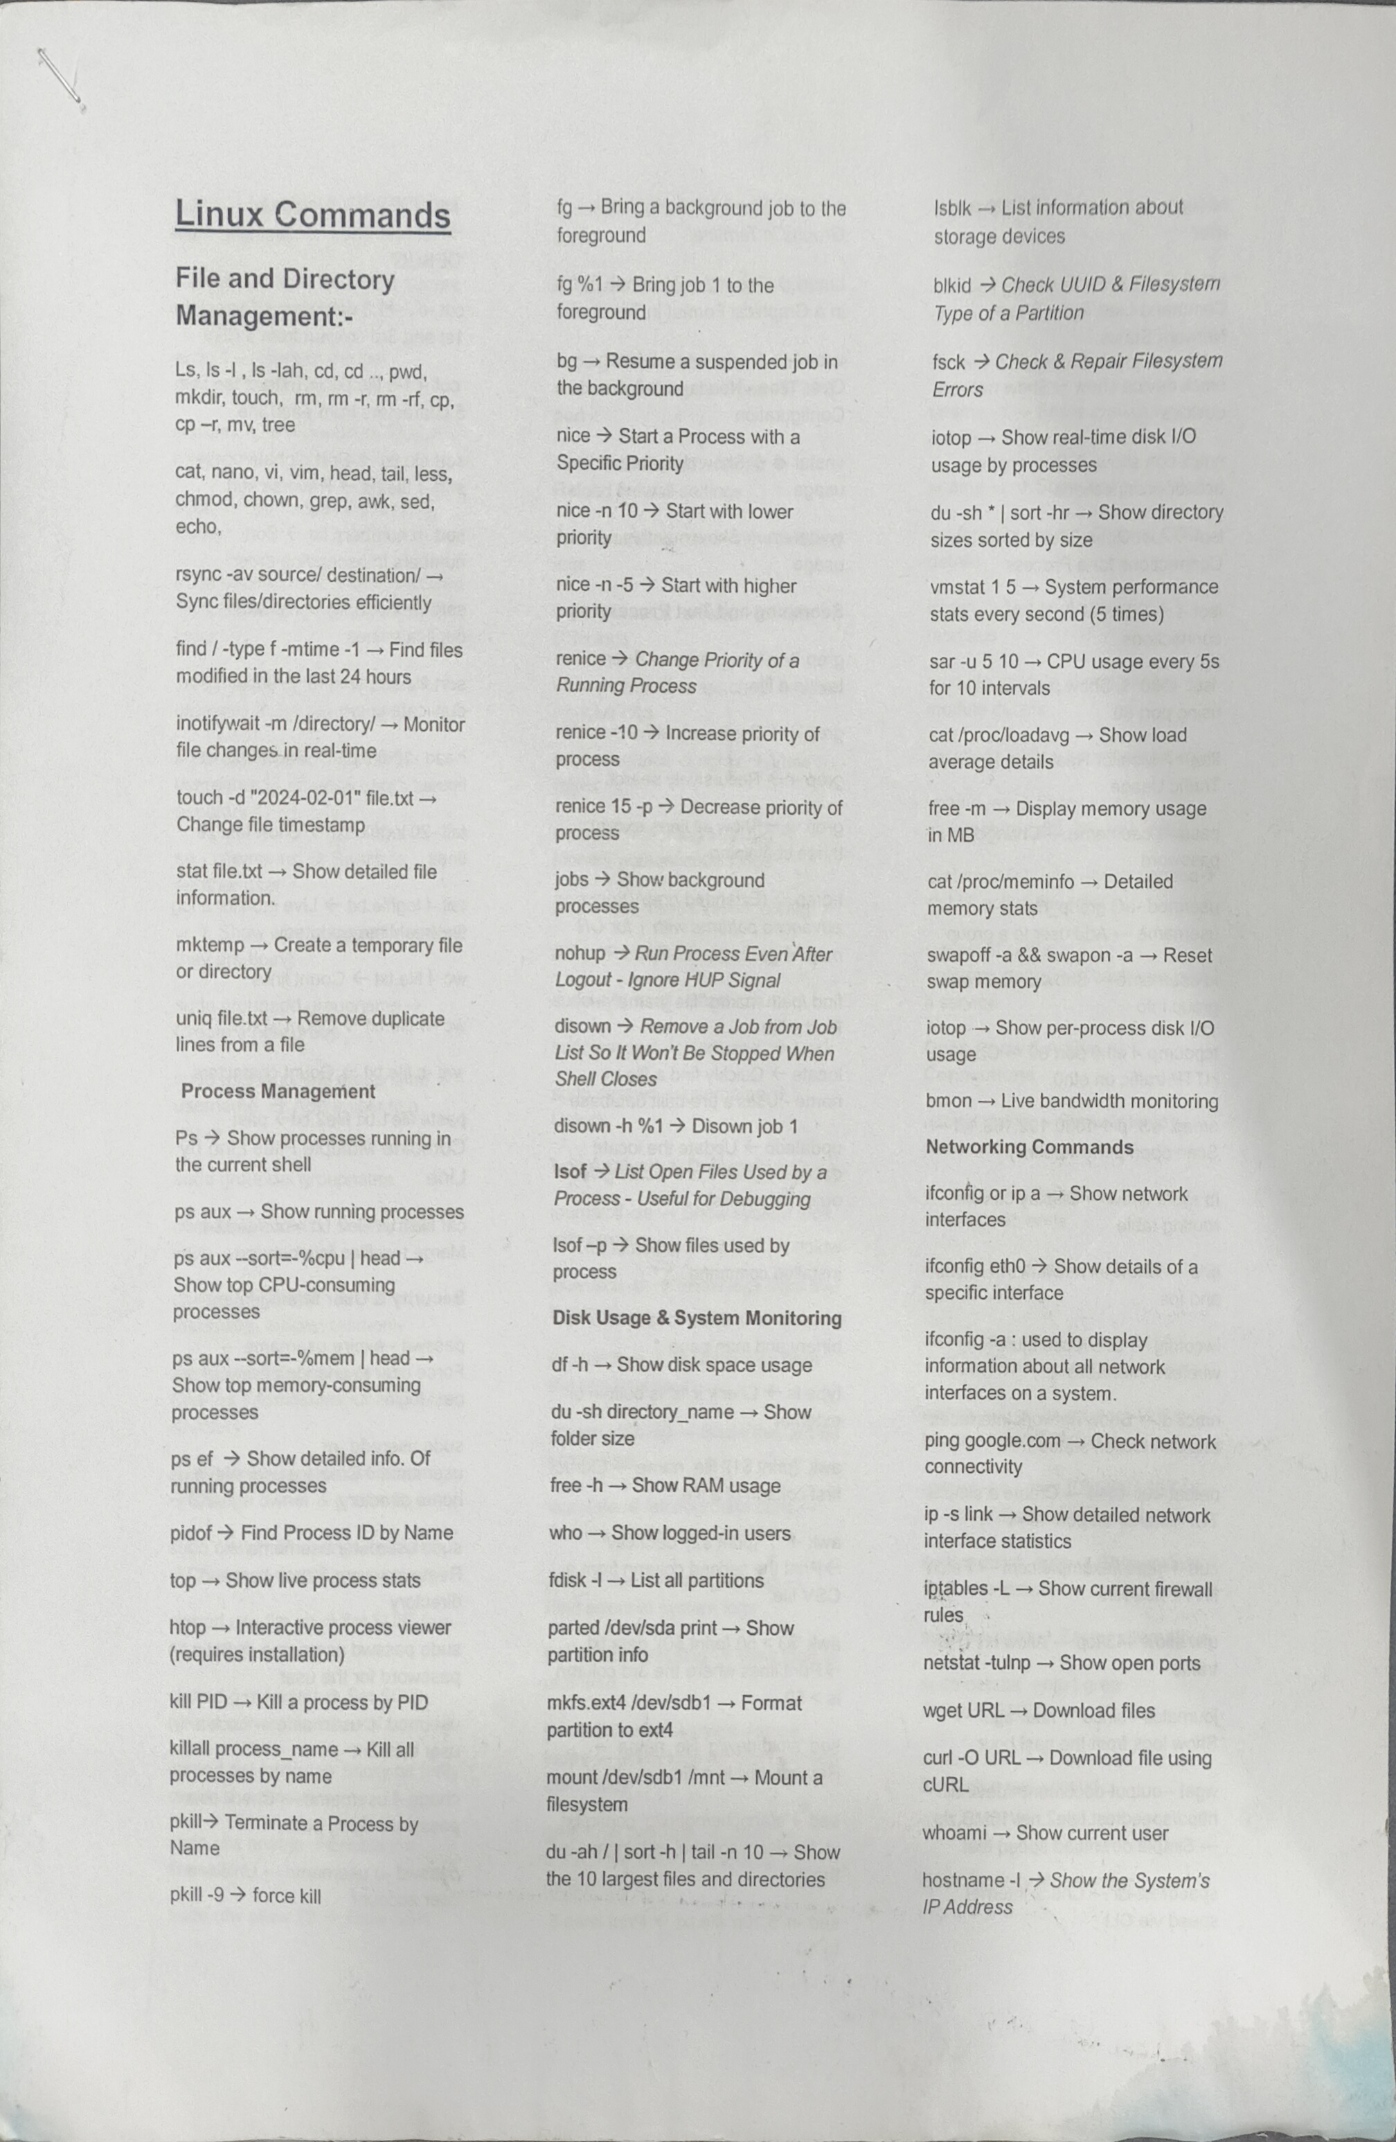 Linux Commands
File and Directory
Management:-
Ls, ls -l , ls -lah, cd, cd .., pwd,
mkdir, touch, rm, rm -r, rm -rf, cp,
cp –r, mv, tree
cat, nano, vi, vim, head, tail, less,
chmod, chown, grep, awk, sed,
echo,
rsync -av source/ destination/ →
Sync files/directories efficiently
find / -type f -mtime -1 → Find files
modified in the last 24 hours
inotifywait -m /directory/ → Monitor
file changes in real-time
touch -d "2024-02-01" file.txt →
Change file timestamp
stat file.txt → Show detailed file
information.
mktemp → Create a temporary file
or directory
uniq file.txt → Remove duplicate
lines from a file
Process Management
Ps → Show processes running in
the current shell
ps aux → Show running processes
ps aux --sort=-%cpu | head →
Show top CPU-consuming
processes
ps aux --sort=-%mem | head →
Show top memory-consuming
processes
ps ef → Show detailed info. Of
running processes
pidof → Find Process ID by Name
top → Show live process stats
htop → Interactive process viewer
(requires installation)
kill PID → Kill a process by PID
killall process_name → Kill all
processes by name
pkill→ Terminate a Process by
Name
pkill -9 → force kill
fg → Bring a background job to the
foreground
fg %1 → Bring job 1 to the
foreground
bg → Resume a suspended job in
the background
nice → Start a Process with a
Specific Priority
nice -n 10 → Start with lower
priority
nice -n -5 → Start with higher
priority
renice → Change Priority of a
Running Process
renice -10 → Increase priority of
process
renice 15 -p → Decrease priority of
process
jobs → Show background
processes
nohup → Run Process Even After
Logout - Ignore HUP Signal
disown → Remove a Job from Job
List So It Won't Be Stopped When
Shell Closes
disown -h %1 → Disown job 1
lsof → List Open Files Used by a
Process - Useful for Debugging
lsof –p → Show files used by
process
Disk Usage & System Monitoring
df -h → Show disk space usage
du -sh directory_name → Show
folder size
free -h → Show RAM usage
who → Show logged-in users
fdisk -l → List all partitions
parted /dev/sda print → Show
partition info
mkfs.ext4 /dev/sdb1 → Format
partition to ext4
mount /dev/sdb1 /mnt → Mount a
filesystem
du -ah / | sort -h | tail -n 10 → Show
the 10 largest files and directories
lsblk → List information about
storage devices
blkid → Check UUID & Filesystem
Type of a Partition
fsck → Check & Repair Filesystem
Errors
iotop → Show real-time disk I/O
usage by processes
du -sh * | sort -hr → Show directory
sizes sorted by size
vmstat 1 5 → System performance
stats every second (5 times)
sar -u 5 10 → CPU usage every 5s
for 10 intervals
cat /proc/loadavg → Show load
average details
free -m → Display memory usage
in MB
cat /proc/meminfo → Detailed
memory stats
swapoff -a && swapon -a → Reset
swap memory
iotop → Show per-process disk I/O
usage
bmon → Live bandwidth monitoring
Networking Commands
ifconfig or ip a → Show network
interfaces
ifconfig eth0 → Show details of a
specific interface
ifconfig -a : used to display
information about all network
interfaces on a system.
ping google.com → Check network
connectivity
ip -s link → Show detailed network
interface statistics
iptables -L → Show current firewall
rules
netstat -tulnp → Show open ports
wget URL → Download files
curl -O URL → Download file using
cURL
whoami → Show current user
hostname -I → Show the System's
IP Address